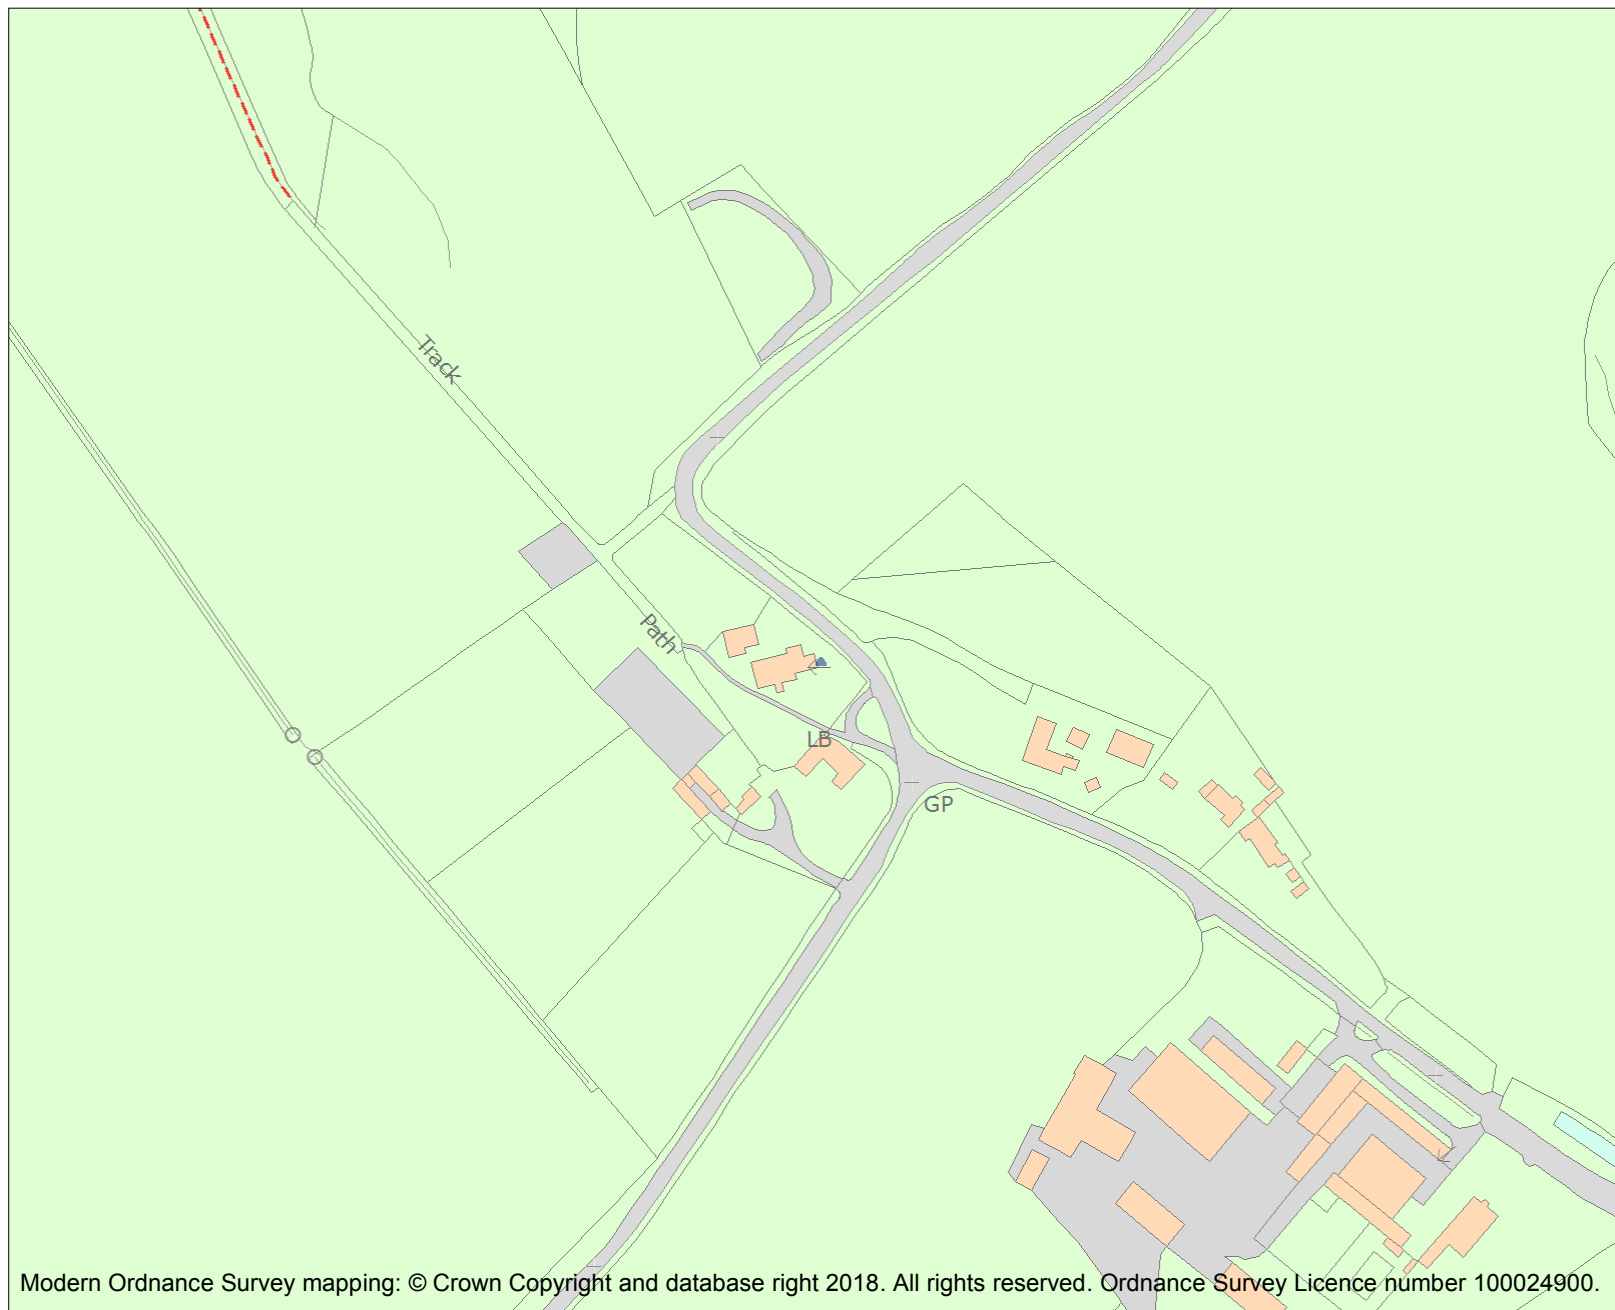 Track
Path
LB
GP
Modern Ordnance Survey mapping: © Crown Copyright and database right 2018. All rights reserved. Ordnance Survey Licence number 100024900.